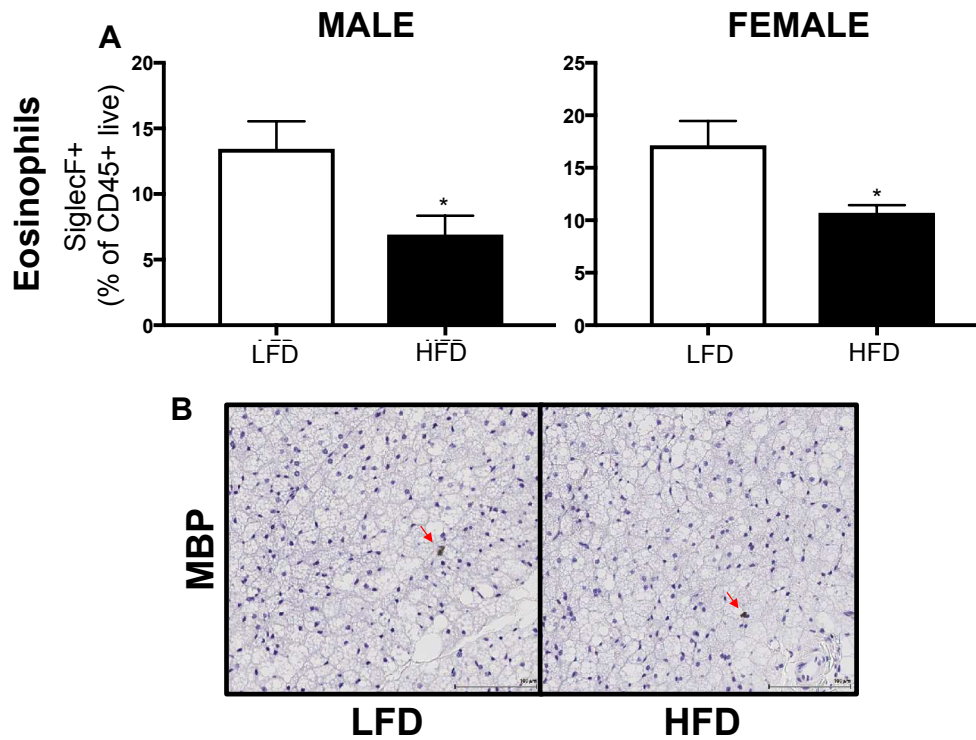 A
MALE
FEMALE
Eosinophils
SiglecF+
(% of CD45+ live)
20
15
10
5
0
*
LFD
HFD
25
20
15
10
5
0
*
LFD
HFD
B
MBP
LFD
HFD